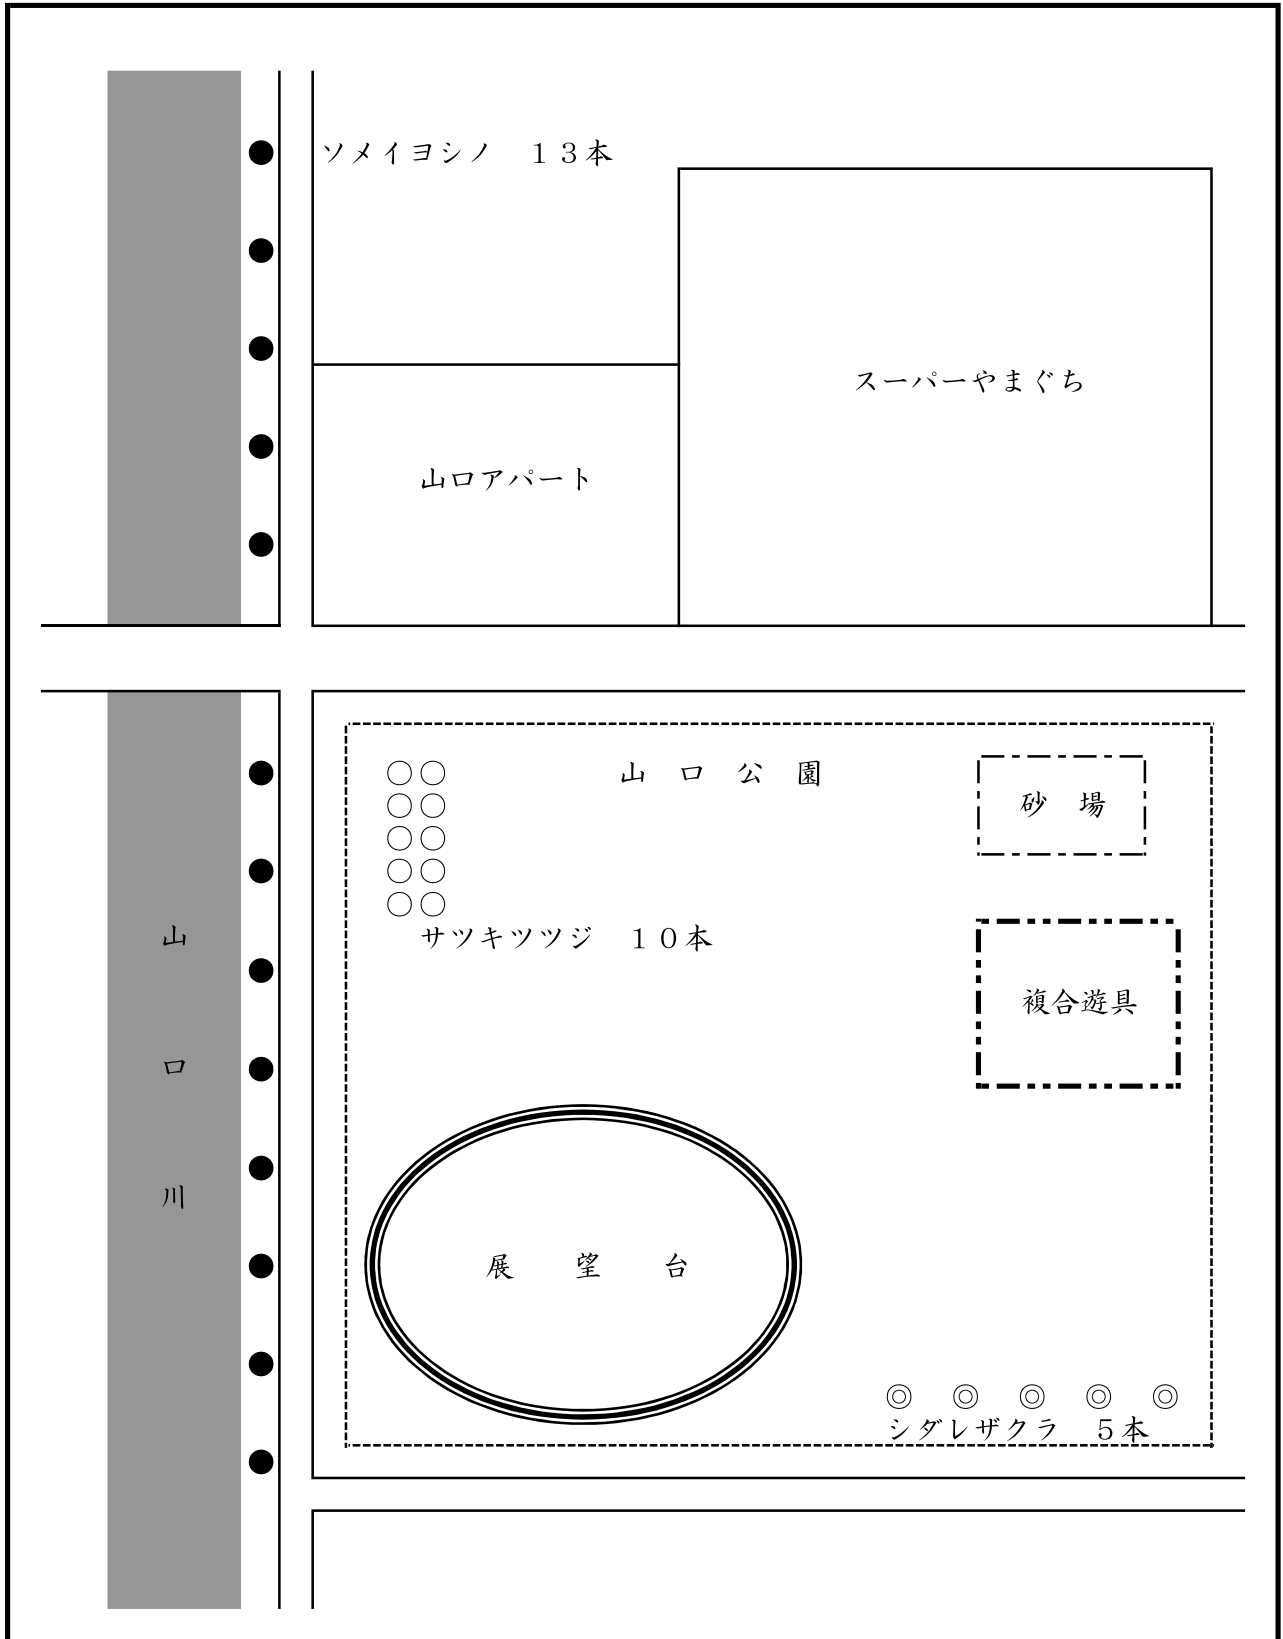 ソメイヨシノ　１３本
スーパーやまぐち
山口アパート
山　口　公　園
砂　場
サツキツツジ　１０本
複合遊具
山口川
展　望　台
シダレザクラ　５本